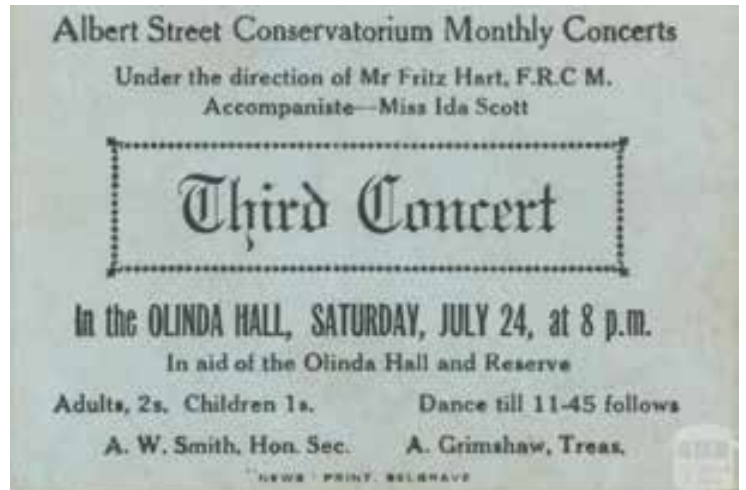 Albert Street Conservatorium Monthly Concerts
Under the direction of Mr Fritz Hart, F.R.C M.
Accompaniste—Miss Ida Scott
Third Concert
In the OLINDA HALL, SATURDAY, JULY 24, at 8 p.m.
In aid of the Olinda Hall and Reserve
Adults, 2s. Children 1s. Dance till 11-45 follows
A. W. Smith, Hon. Sec. A. Grimshaw, Treas.
"NEWS" PRINT, BELGRAVE